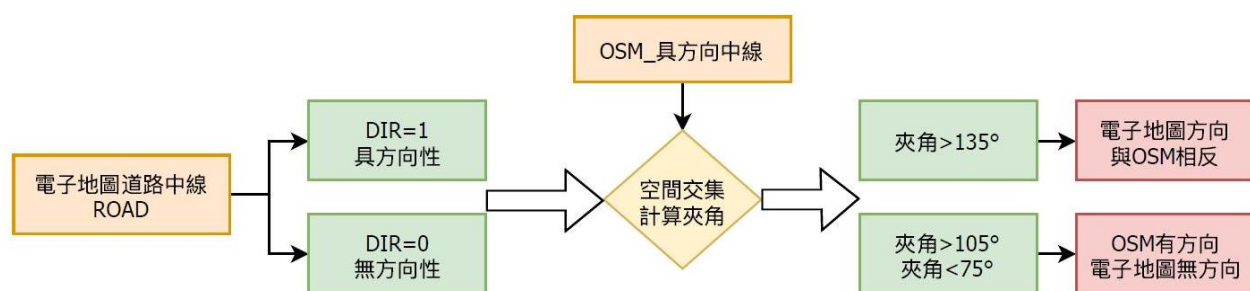 OSM_具方向中線
電子地圖道路中線
ROAD
DIR=1
具方向性
DIR=0
無方向性
空間交集
計算夾角
夾角>135°
電子地圖方向
與OSM相反
夾角>105°
夾角<75°
OSM有方向
電子地圖無方向